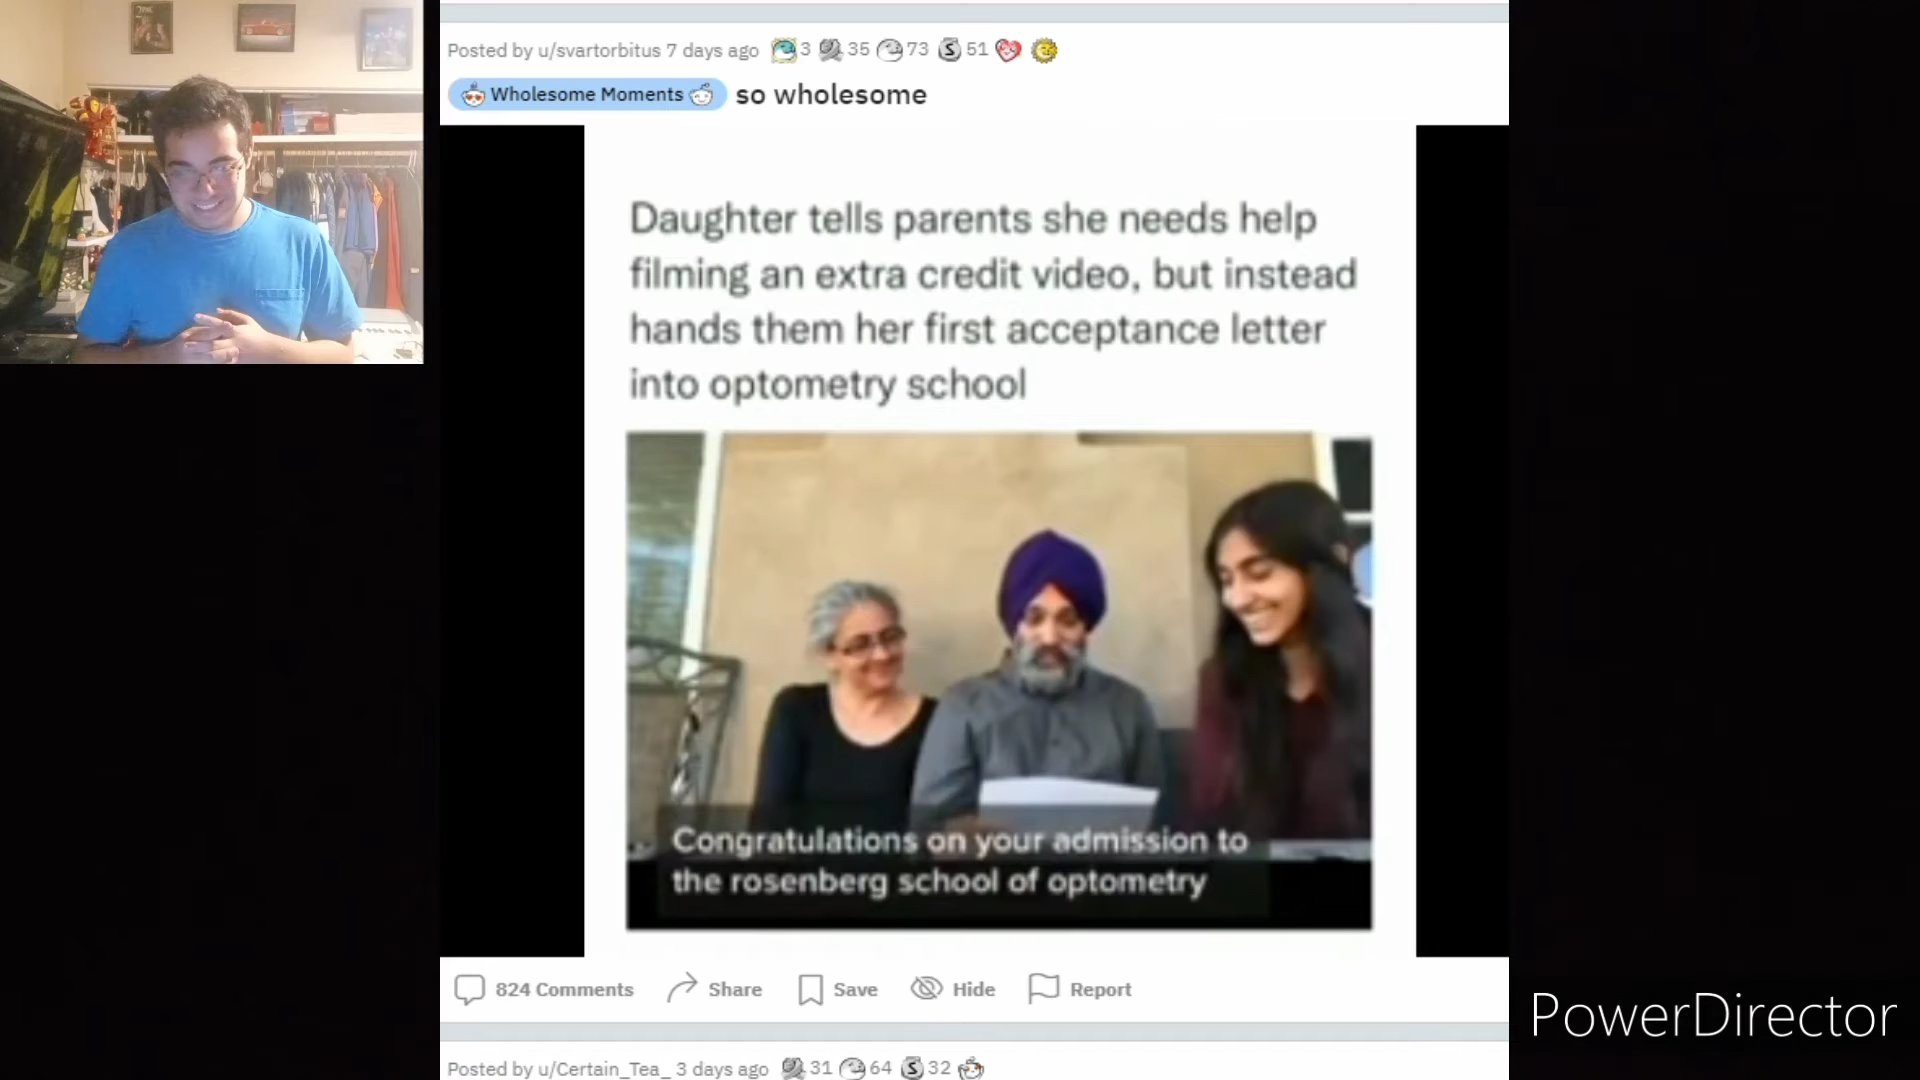 Posted by u/svartorbitus 7 days ago 3 35 73 S 51
Wholesome Moments so wholesome
Daughter tells parents she needs help
filming an extra credit video, but instead
hands them her first acceptance letter
into optometry school
Congratulations on your admission to
the rosenberg school of optometry
824 Comments Share Save Hide Report
PowerDirector
Posted by u/Certain_Tea_ 3 days ago 31 64 S 32